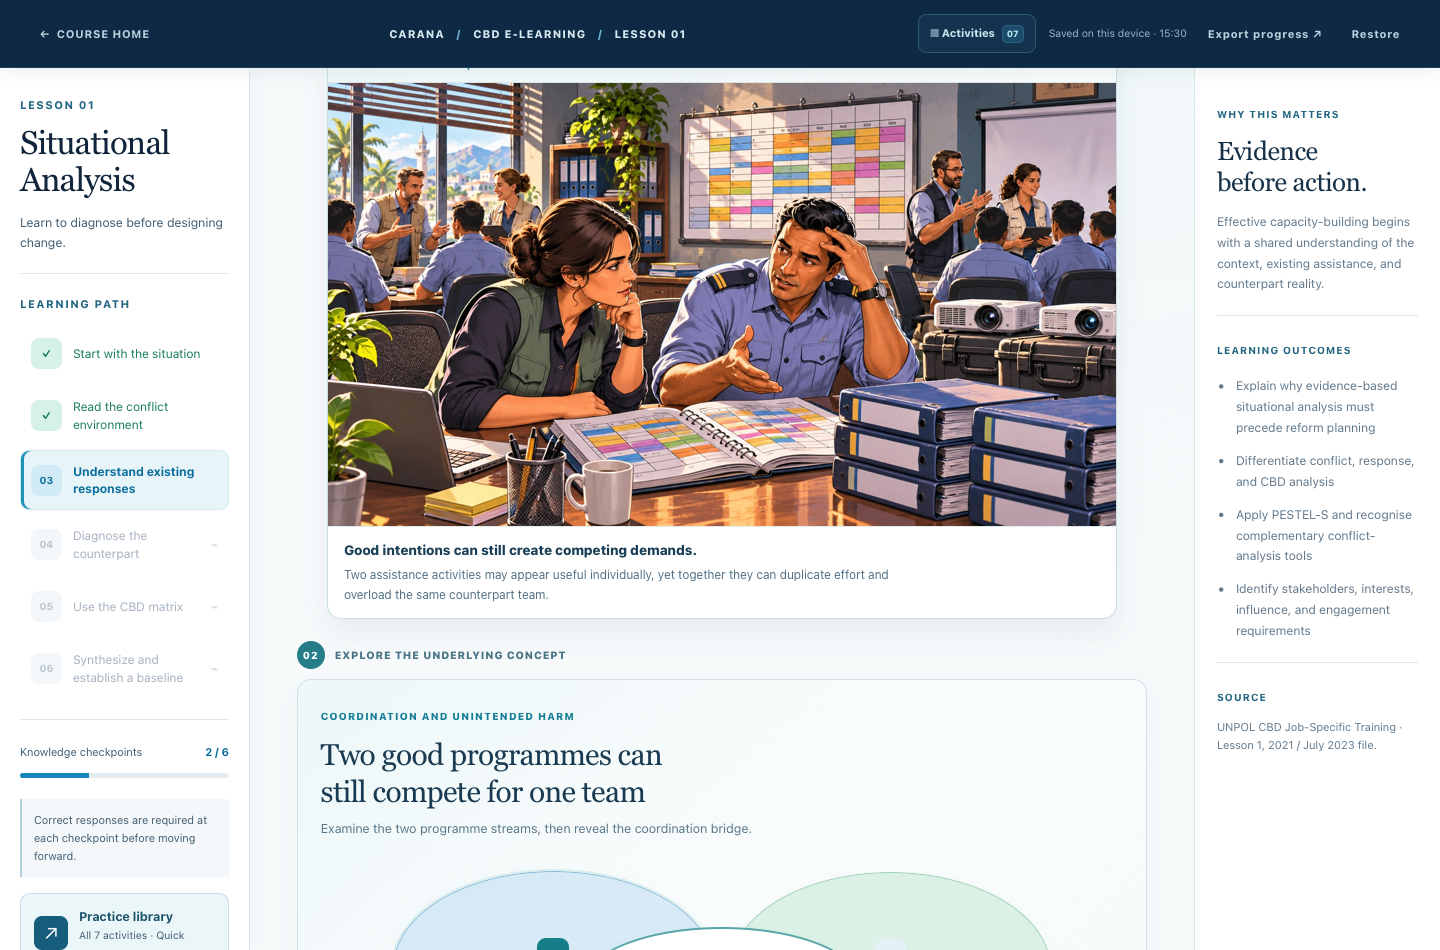 ← COURSE HOME
CARANA / CBD E-LEARNING / LESSON 01
Activities 07
Saved on this device · 15:30
Export progress ↗
Restore
LESSON 01
Situational
Analysis
Learn to diagnose before designing
change.
LEARNING PATH
✓ Start with the situation
✓ Read the conflict
environment
03 Understand existing
responses
04 Diagnose the
counterpart
05 Use the CBD matrix
06 Synthesize and
establish a baseline
Knowledge checkpoints 2 / 6
Correct responses are required at
each checkpoint before moving
forward.
Practice library
All 7 activities · Quick
Good intentions can still create competing demands.
Two assistance activities may appear useful individually, yet together they can duplicate effort and
overload the same counterpart team.
02 EXPLORE THE UNDERLYING CONCEPT
COORDINATION AND UNINTENDED HARM
Two good programmes can
still compete for one team
Examine the two programme streams, then reveal the coordination bridge.
WHY THIS MATTERS
Evidence
before action.
Effective capacity-building begins
with a shared understanding of the
context, existing assistance, and
counterpart reality.
LEARNING OUTCOMES
• Explain why evidence-based
situational analysis must
precede reform planning
• Differentiate conflict, response,
and CBD analysis
• Apply PESTEL-S and recognise
complementary conflict-
analysis tools
• Identify stakeholders, interests,
influence, and engagement
requirements
SOURCE
UNPOL CBD Job-Specific Training ·
Lesson 1, 2021 / July 2023 file.